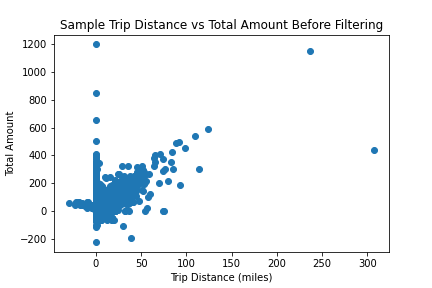 Sample Trip Distance vs Total Amount Before Filtering
1200
1000
800
600
400
200
0
−200
Total Amount
0 50 100 150 200 250 300
Trip Distance (miles)